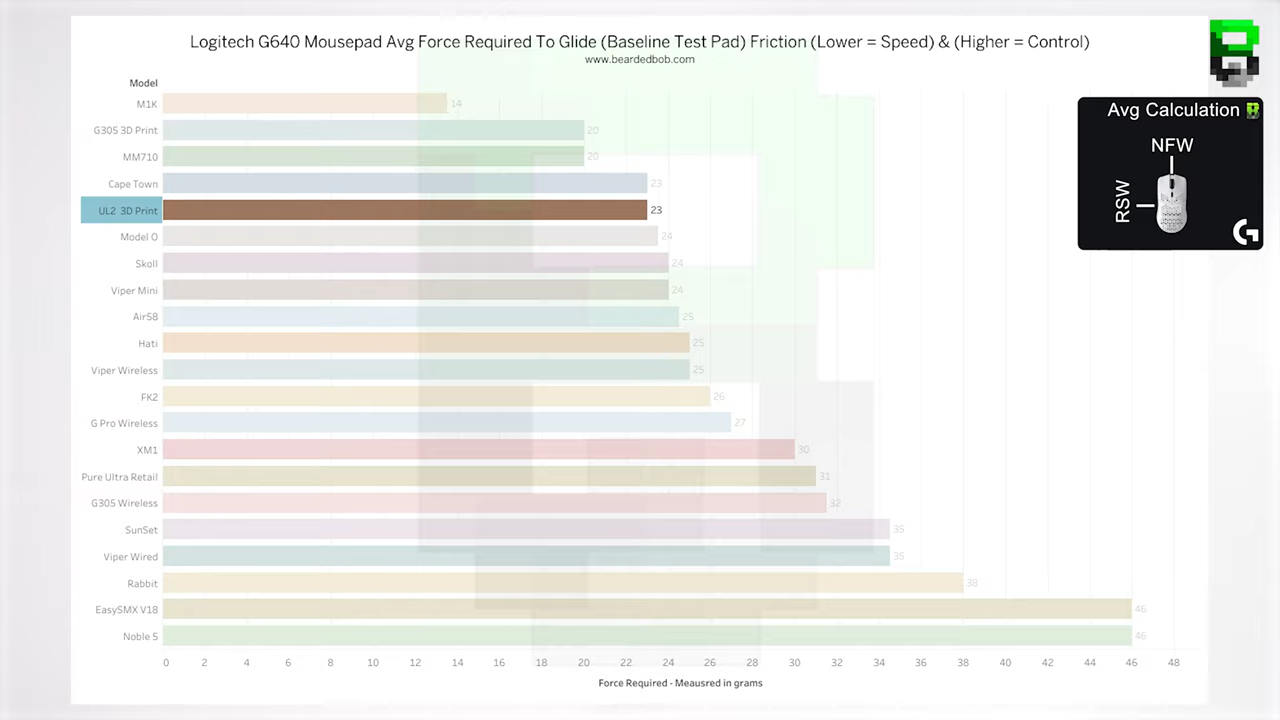 Logitech G640 Mousepad Avg Force Required To Glide (Baseline Test Pad) Friction (Lower = Speed) & (Higher = Control)
www.beardedbob.com
Avg Calculation
NFW
RSW
Model
M1K 14
G305 3D Print 20
MM710 20
Cape Town 23
UL2 3D Print 23
Model O 24
Skoll 24
Viper Mini 24
Air58 25
Hati 25
Viper Wireless 25
FK2 26
G Pro Wireless 27
XM1 30
Pure Ultra Retail 31
G305 Wireless 32
SunSet 35
Viper Wired 35
Rabbit 38
EasySMX V18 46
Noble 5 46
0 2 4 6 8 10 12 14 16 18 20 22 24 26 28 30 32 34 36 38 40 42 44 46 48
Force Required - Meausred in grams